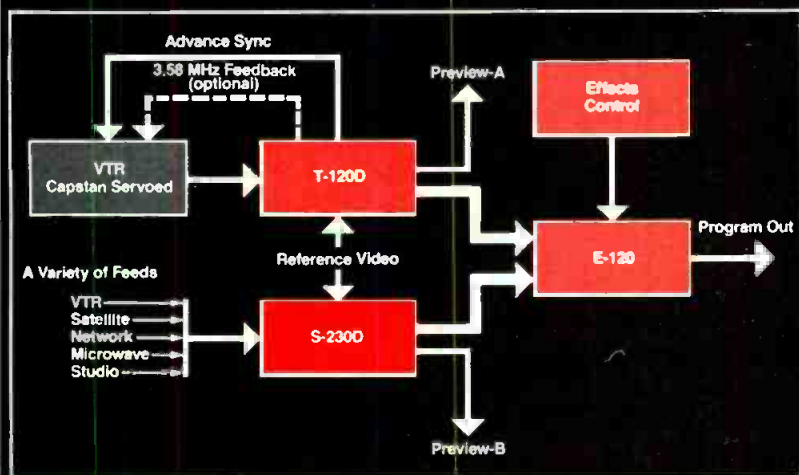 Advance Sync
3.58 MHz Feedback
(optional)
Preview-A
Effects
Control
VTR
Capstan Servoed
T-120D
Reference Video
E-120
Program Out
A Variety of Feeds
VTR
Satellite
Network
Microwave
Studio
S-230D
Preview-B